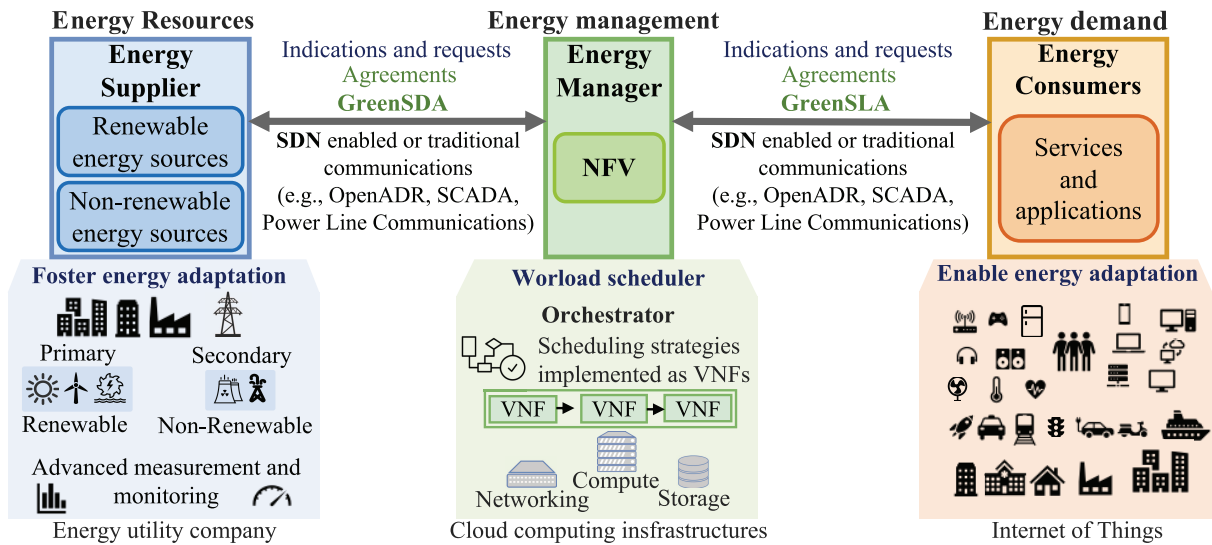 Energy Resources
Energy
Supplier
Renewable
energy sources
Non-renewable
energy sources
Indications and requests
Agreements
GreenSDA
SDN enabled or traditional
communications
(e.g., OpenADR, SCADA,
Power Line Communications)
Energy management
Energy
Manager
NFV
Indications and requests
Agreements
GreenSLA
SDN enabled or traditional
communications
(e.g., OpenADR, SCADA,
Power Line Communications)
Energy demand
Energy
Consumers
Services
and
applications
Foster energy adaptation
Primary
Secondary
Renewable
Non-Renewable
Advanced measurement and
monitoring
Energy utility company
Worload scheduler
Orchestrator
Scheduling strategies
implemented as VNFs
VNF
VNF
VNF
Networking
Compute
Storage
Cloud computing insfrastructures
Enable energy adaptation
Internet of Things